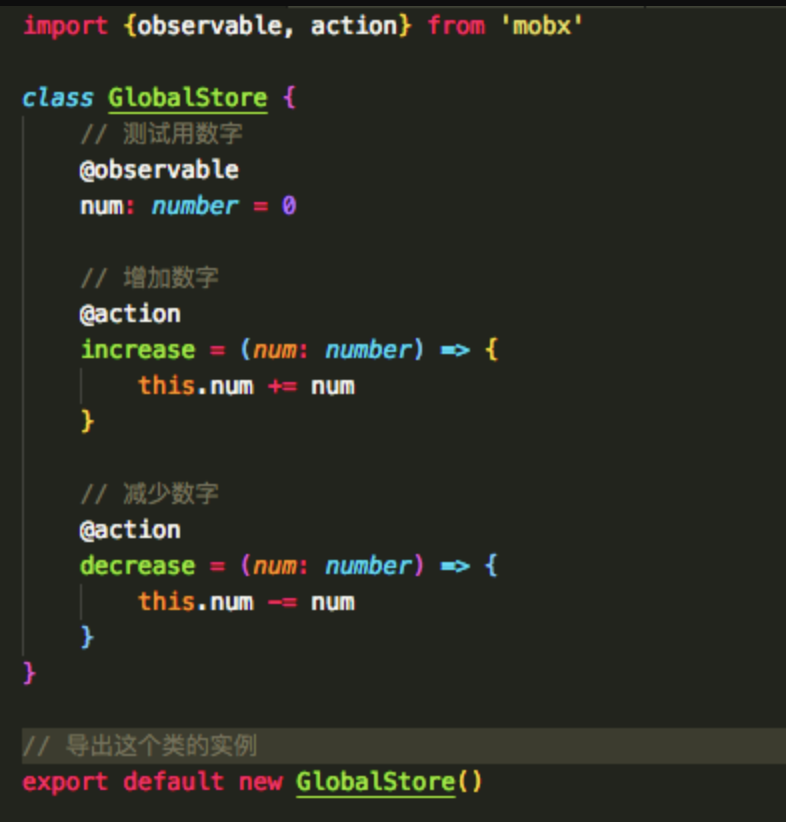 import {observable, action} from 'mobx'
class GlobalStore {
// 测试用数字
@observable
num: number = 0
// 增加数字
@action
increase = (num: number) => {
this.num += num
}
// 减少数字
@action
decrease = (num: number) => {
this.num -= num
}
}
// 导出这个类的实例
export default new GlobalStore()